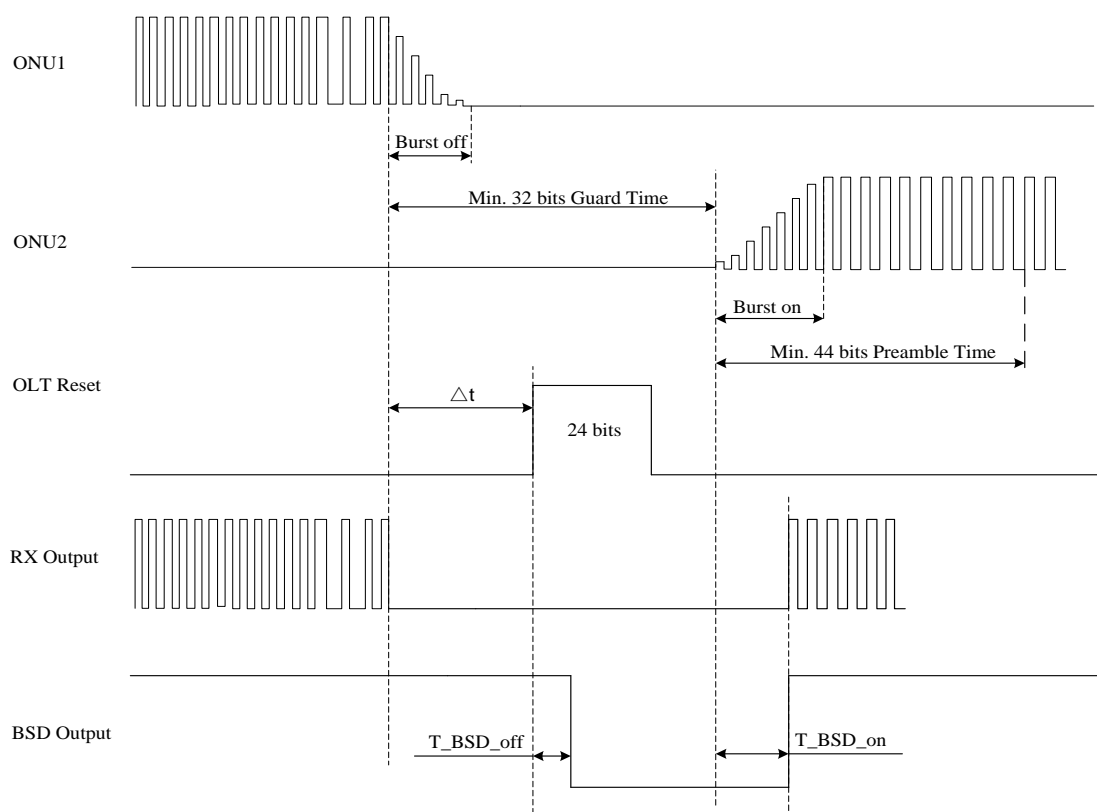 ONU1
Burst off
Min. 32 bits Guard Time
ONU2
Burst on
Min. 44 bits Preamble Time
OLT Reset
△t
24 bits
RX Output
BSD Output
T_BSD_off
T_BSD_on